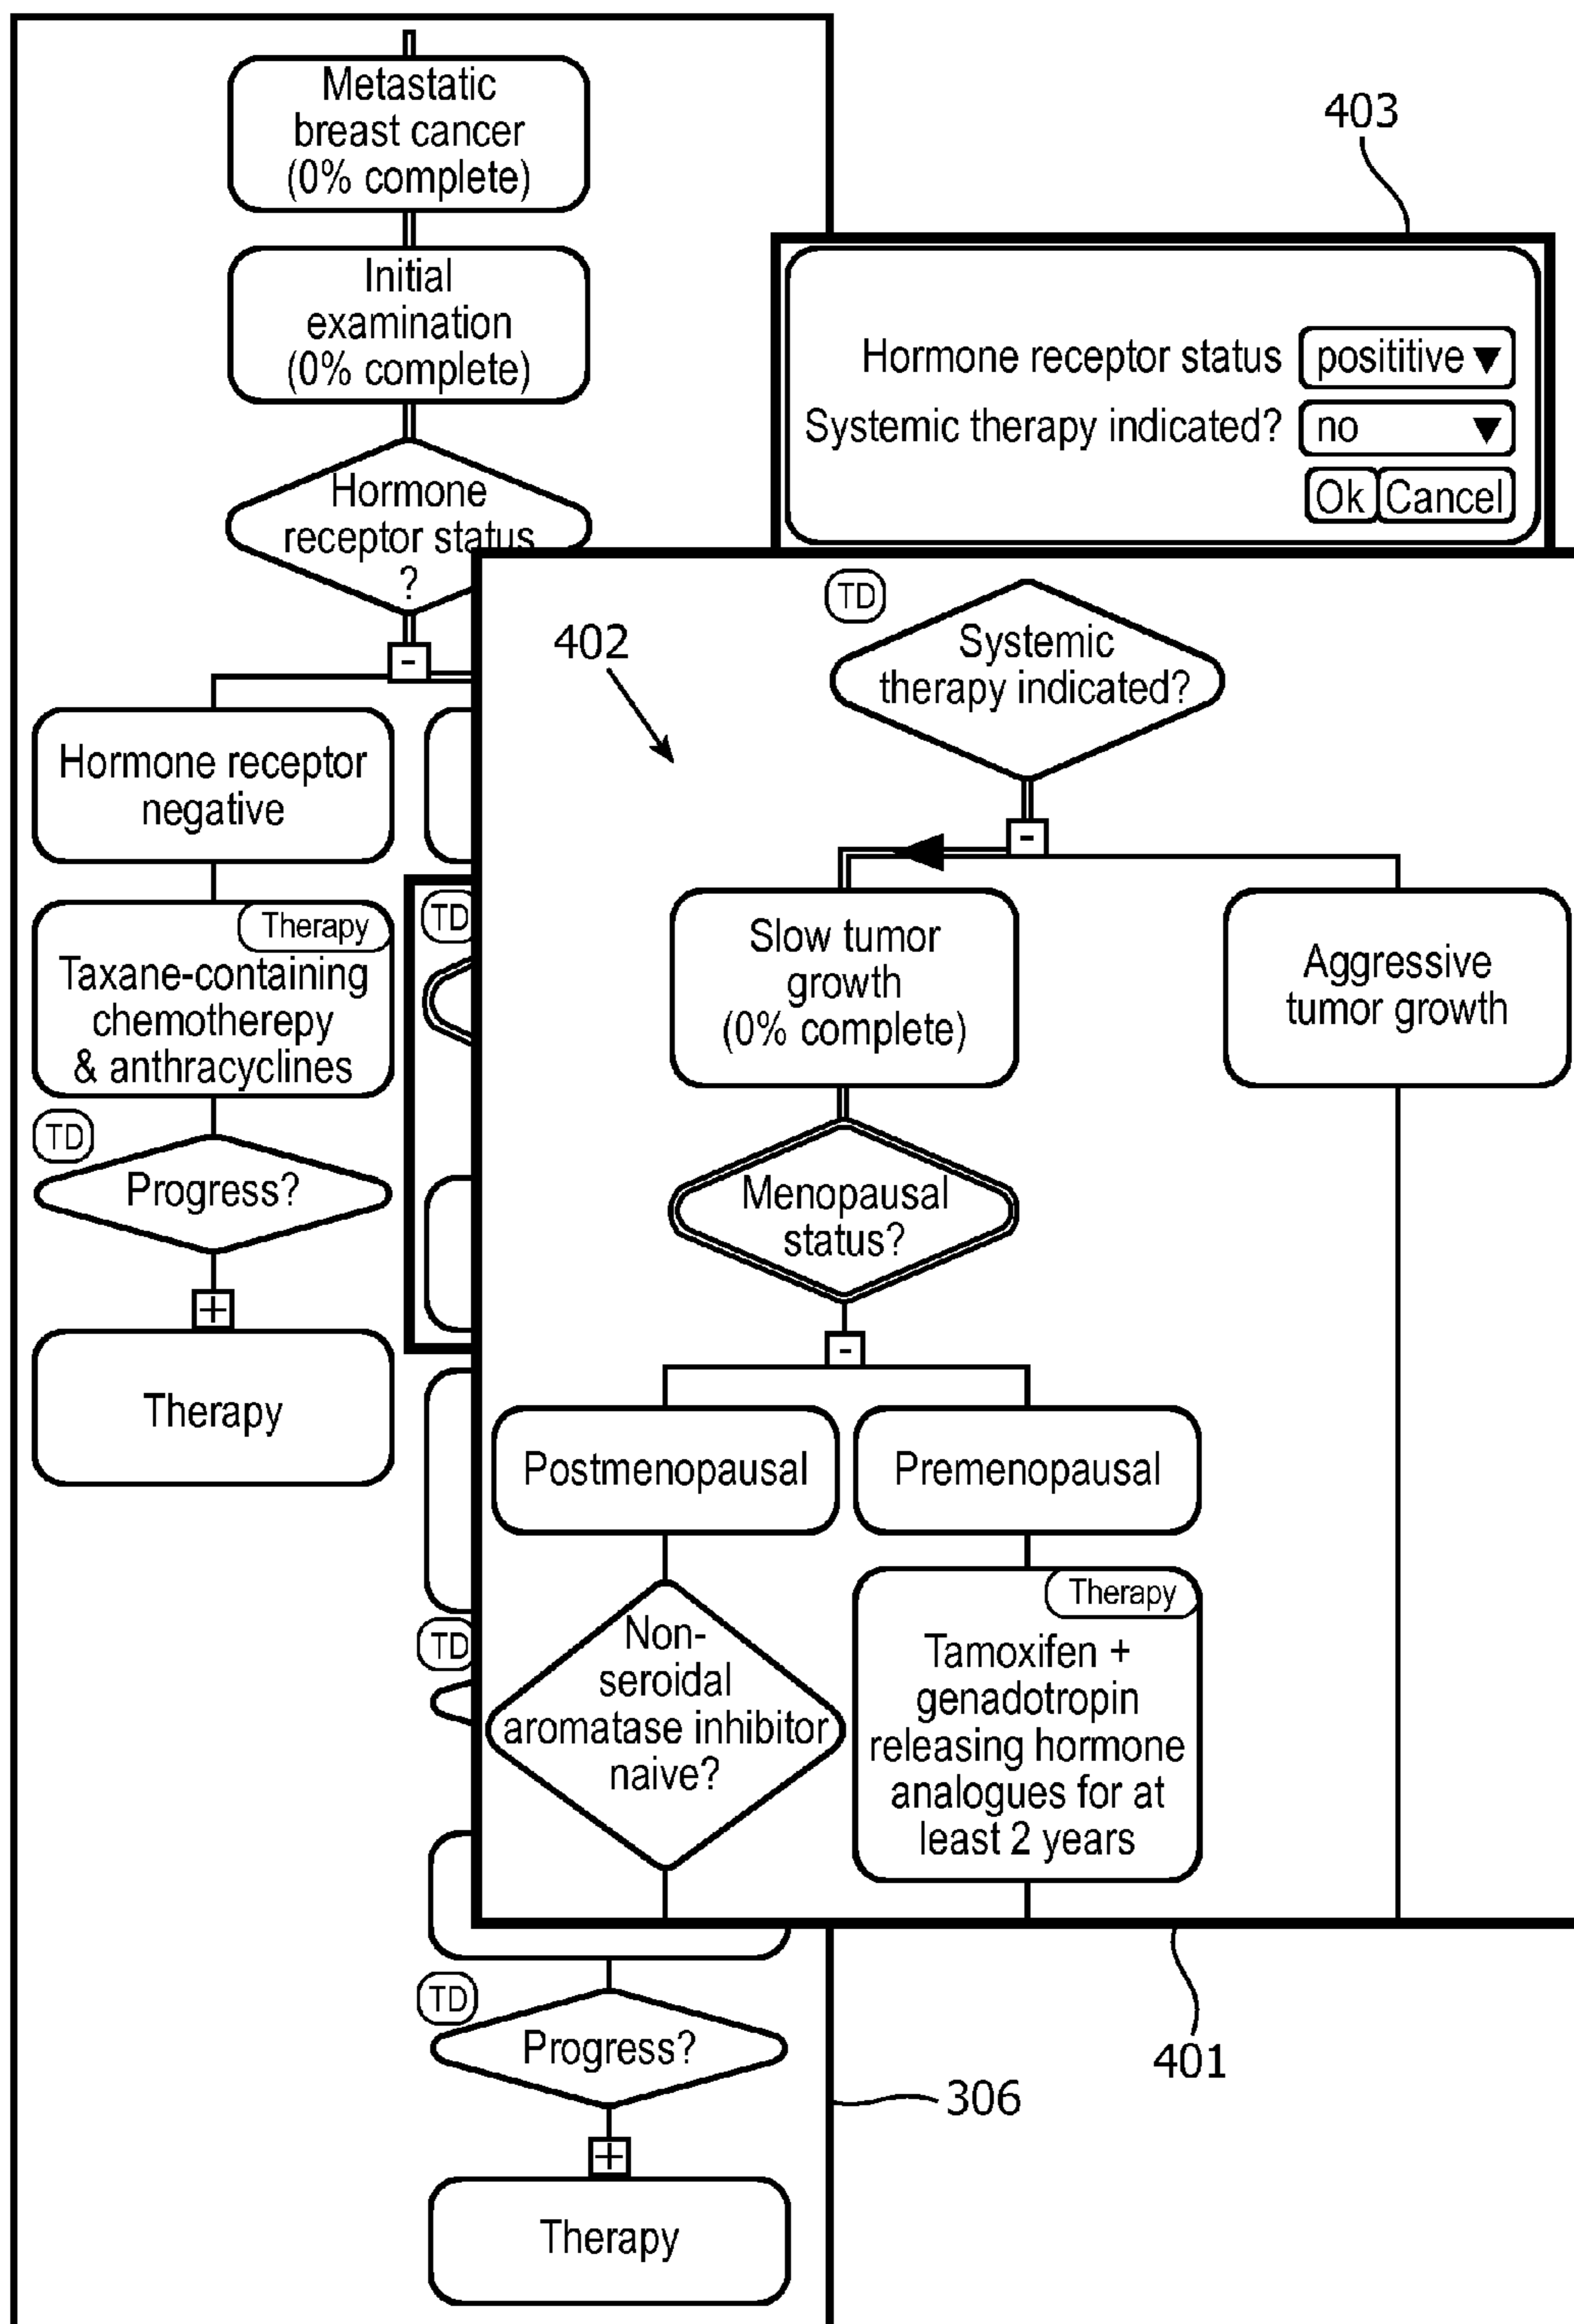 Metastatic
breast cancer
(0% complete)
403
Initial
examination
(0% complete)
Hormone receptor status
posititive
Systemic therapy indicated?
no
Ok
Cancel
Hormone
receptor status
?
-
TD
Systemic
therapy indicated?
402
-
Hormone receptor
negative
Therapy
Taxane-containing
chemotherepy
& anthracyclines
TD
Slow tumor
growth
(0% complete)
Aggressive
tumor growth
TD
Progress?
+
Therapy
Menopausal
status?
-
Postmenopausal
Premenopausal
TD
Non-
seroidal
aromatase inhibitor
naive?
Therapy
Tamoxifen +
genadotropin
releasing hormone
analogues for at
least 2 years
TD
Progress?
+
Therapy
401
306